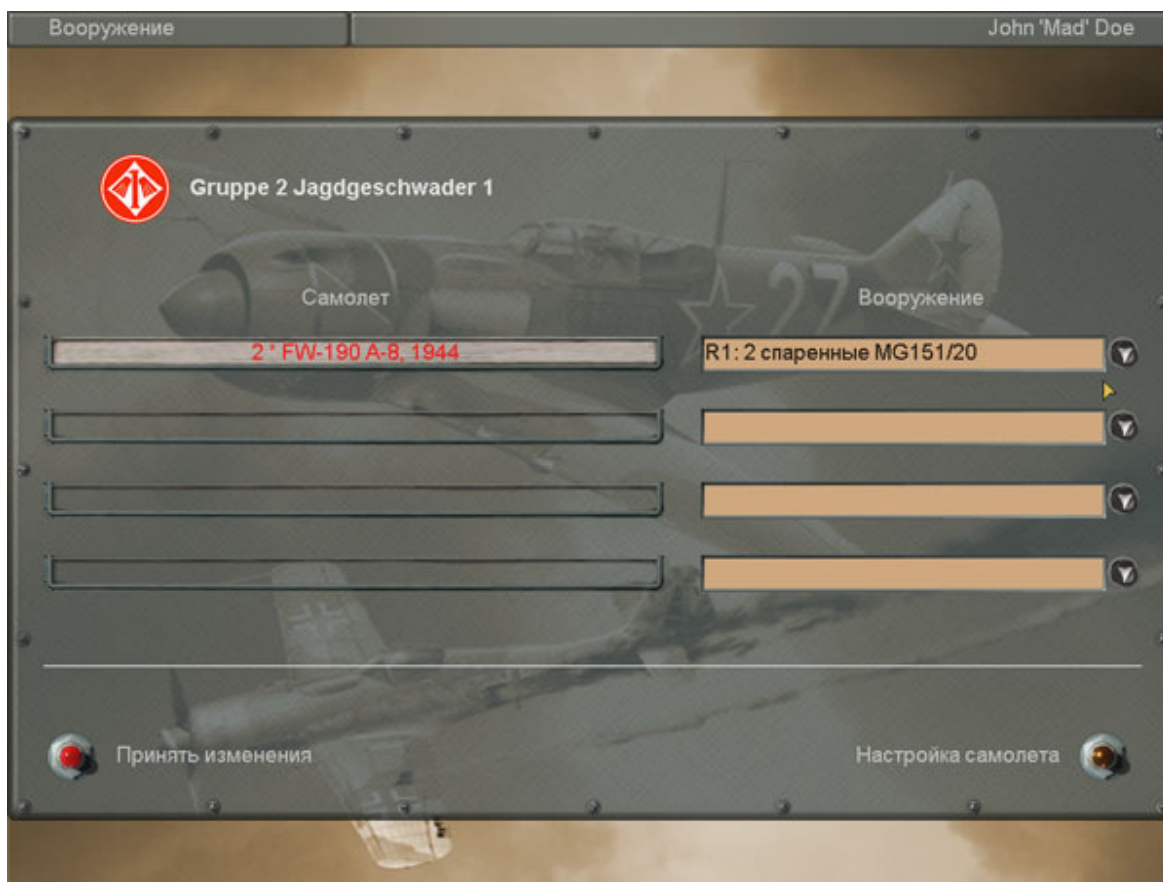 Вооружение
John 'Mad' Doe
Gruppe 2 Jagdgeschwader 1
Самолет
Вооружение
2 * FW-190 A-8, 1944
R1: 2 спаренные MG151/20
27
Принять изменения
Настройка самолета